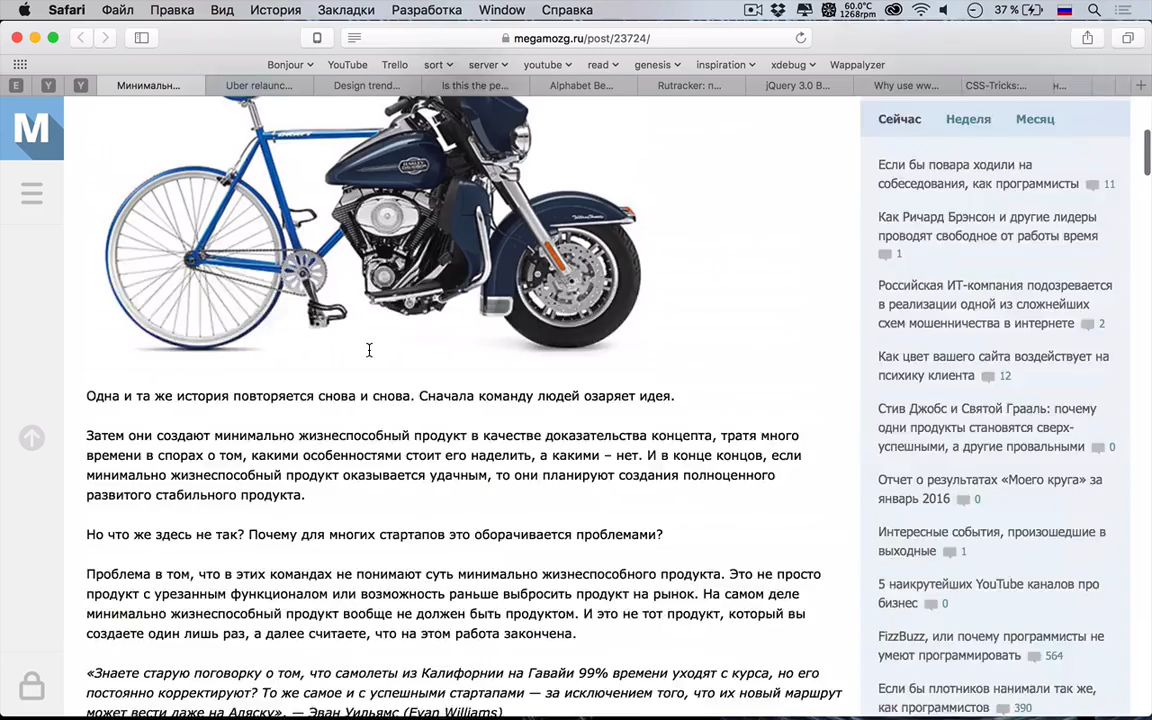 Safari Файл Правка Вид История Закладки Разработка Window Справка 60.0°C 1268rpm 37 %
megamozg.ru/post/23724/
Bonjour YouTube Trello sort server youtube read genesis inspiration xdebug Wappalyzer
E Y Y Минимальн... Uber relaunc... Design trend... Is this the pe... Alphabet Be... Rutracker: п... jQuery 3.0 B... Why use ww... CSS-Tricks:... н...
M
Одна и та же история повторяется снова и снова. Сначала команду людей озаряет идея.
Затем они создают минимально жизнеспособный продукт в качестве доказательства концепта, тратя много
времени в спорах о том, какими особенностями стоит его наделить, а какими – нет. И в конце концов, если
минимально жизнеспособный продукт оказывается удачным, то они планируют создания полноценного
развитого стабильного продукта.
Но что же здесь не так? Почему для многих стартапов это оборачивается проблемами?
Проблема в том, что в этих командах не понимают суть минимально жизнеспособного продукта. Это не просто
продукт с урезанным функционалом или возможность раньше выбросить продукт на рынок. На самом деле
минимально жизнеспособный продукт вообще не должен быть продуктом. И это не тот продукт, который вы
создаете один лишь раз, а далее считаете, что на этом работа закончена.
«Знаете старую поговорку о том, что самолеты из Калифорнии на Гавайи 99% времени уходят с курса, но его
постоянно корректируют? То же самое и с успешными стартапами — за исключением того, что их новый маршрут
может вести даже на Аляску». — Эван Уильямс (Evan Williams)
Сейчас Неделя Месяц
Если бы повара ходили на
собеседования, как программисты 11
Как Ричард Брэнсон и другие лидеры
проводят свободное от работы время
1
Российская ИТ-компания подозревается
в реализации одной из сложнейших
схем мошенничества в интернете 2
Как цвет вашего сайта воздействует на
психику клиента 12
Стив Джобс и Святой Грааль: почему
одни продукты становятся сверх-
успешными, а другие провальными 0
Отчет о результатах «Моего круга» за
январь 2016 0
Интересные события, произошедшие в
выходные 1
5 наикрутейших YouTube каналов про
бизнес 0
FizzBuzz, или почему программисты не
умеют программировать 564
Если бы плотников нанимали так же,
как программистов 390